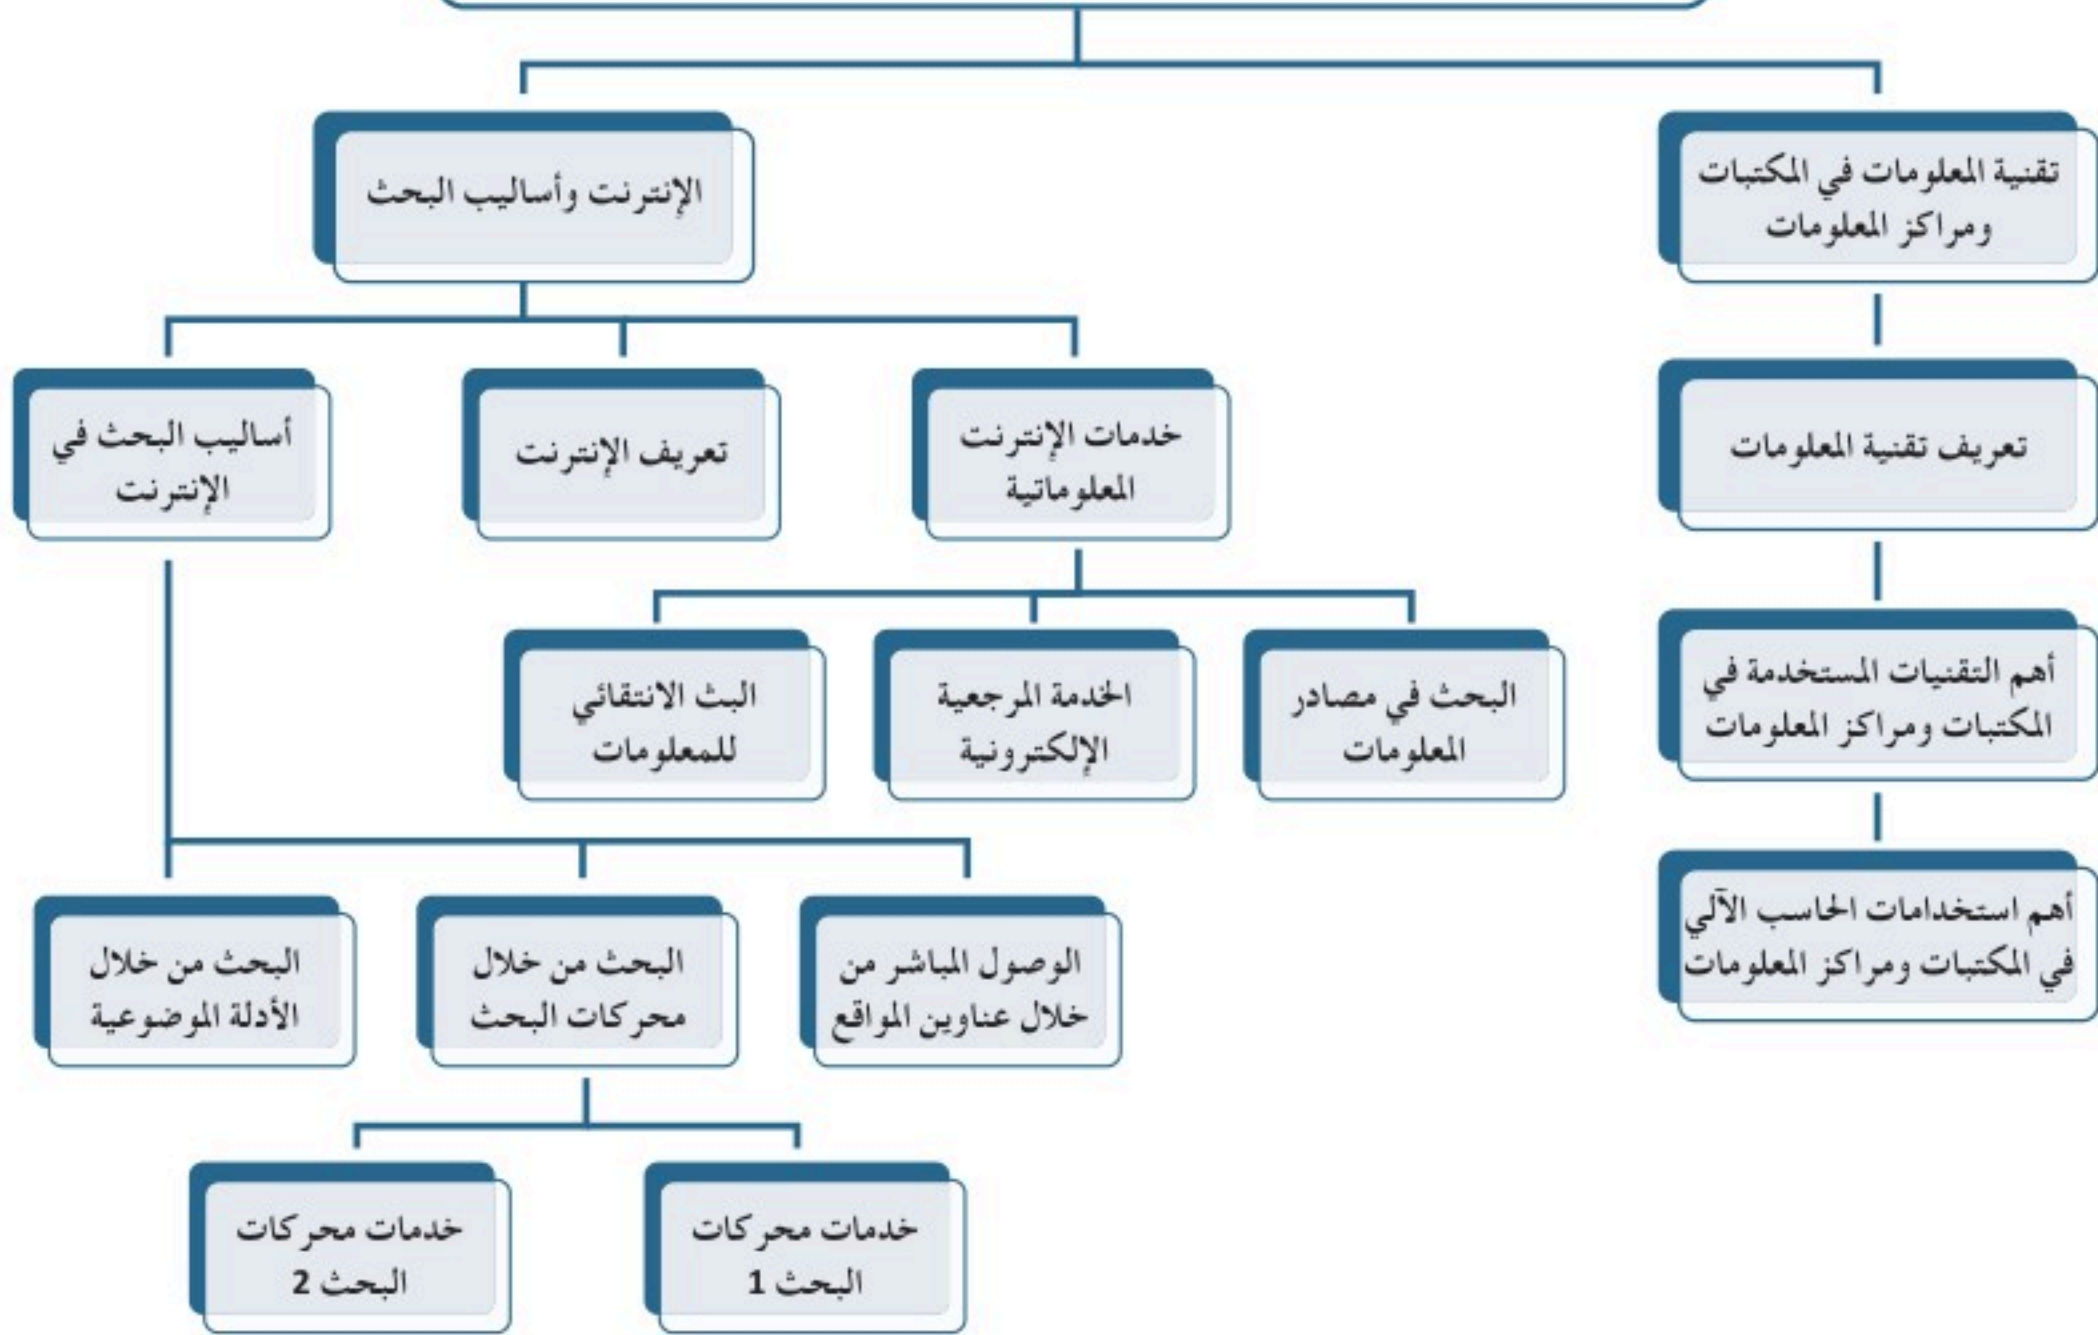 تقنية المعلومات في المكتبات
ومراكز المعلومات
الإنترنت وأساليب البحث
تعريف تقنية المعلومات
خدمات الإنترنت
المعلوماتية
تعريف الإنترنت
أساليب البحث في
الإنترنت
أهم التقنيات المستخدمة في
المكتبات ومراكز المعلومات
البحث في مصادر
المعلومات
الخدمة المرجعية
الإلكترونية
البث الانتقائي
للمعلومات
أهم استخدامات الحاسب الآلي
في المكتبات ومراكز المعلومات
الوصول المباشر من
خلال عناوين المواقع
البحث من خلال
محركات البحث
البحث من خلال
الأدلة الموضوعية
خدمات محركات
البحث 1
خدمات محركات
البحث 2